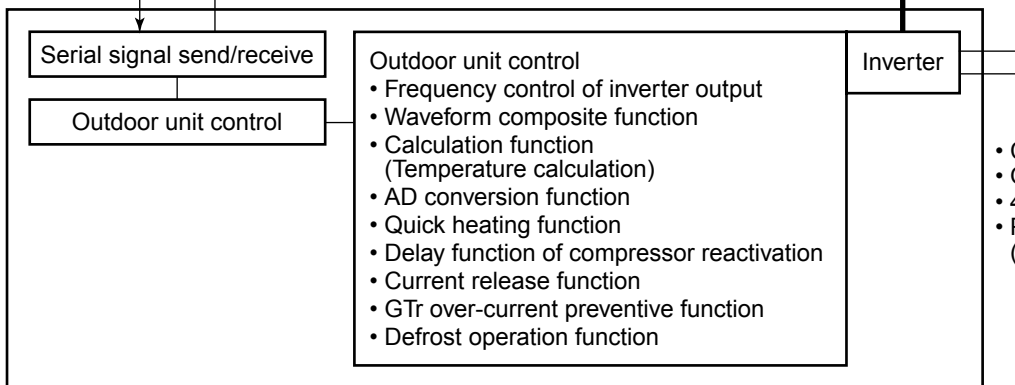 Serial signal send/receive
Outdoor unit control
Outdoor unit control
• Frequency control of inverter output
• Waveform composite function
• Calculation function
(Temperature calculation)
• AD conversion function
• Quick heating function
• Delay function of compressor reactivation
• Current release function
• GTr over-current preventive function
• Defrost operation function
Inverter